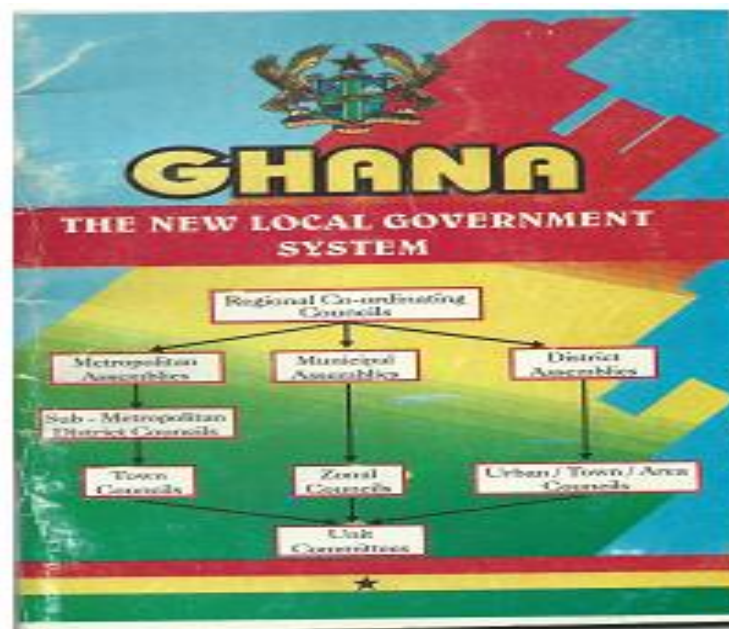 GHANA
THE NEW LOCAL GOVERNMENT
SYSTEM
Regional Co-ordinating
Councils
Metropolitan
Assemblies
Municipal
Assemblies
District
Assemblies
Sub - Metropolitan
District Councils
Town
Councils
Zonal
Councils
Urban / Town / Area
Councils
Unit
Committees